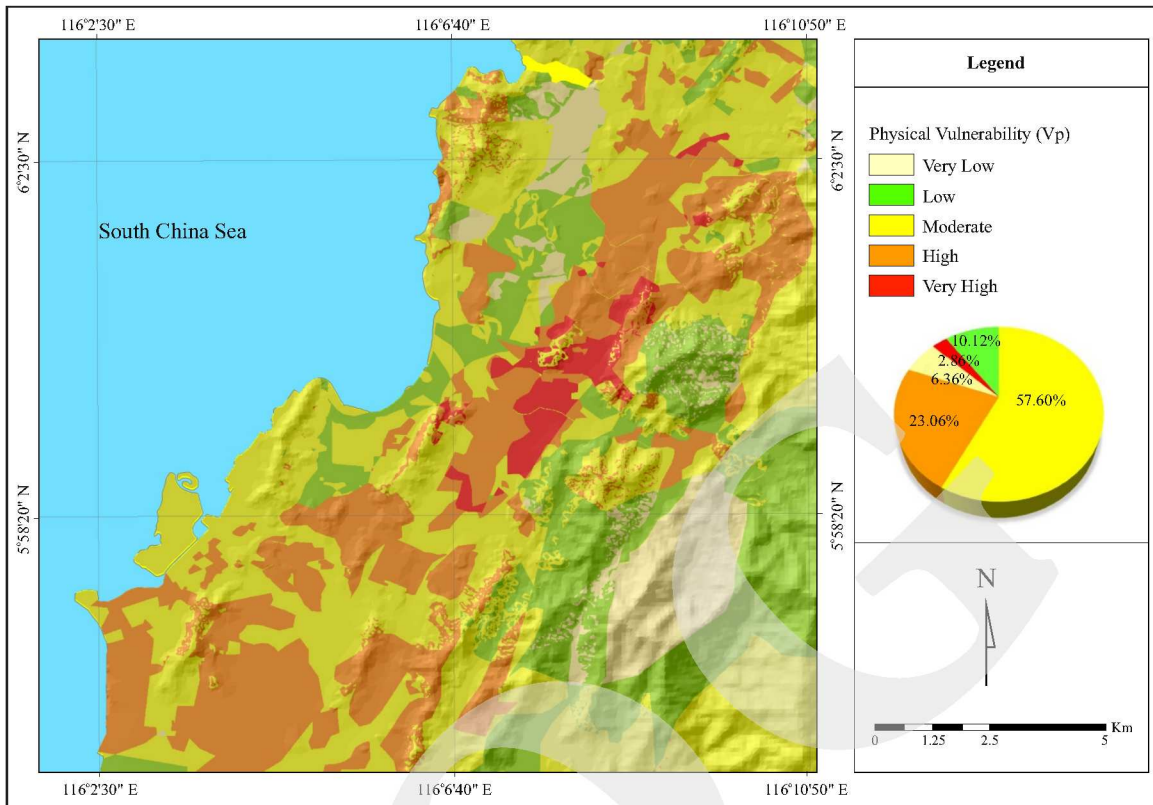 116°2'30" E
116°6'40" E
116°10'50" E
6°2'30" N
6°2'30" N
South China Sea
5°58'20" N
5°58'20" N
116°2'30" E
116°6'40" E
116°10'50" E
Legend
Physical Vulnerability (Vp)
Very Low
Low
Moderate
High
Very High
10.12%
2.86%
6.36%
57.60%
23.06%
N
Km
0 1.25 2.5 5